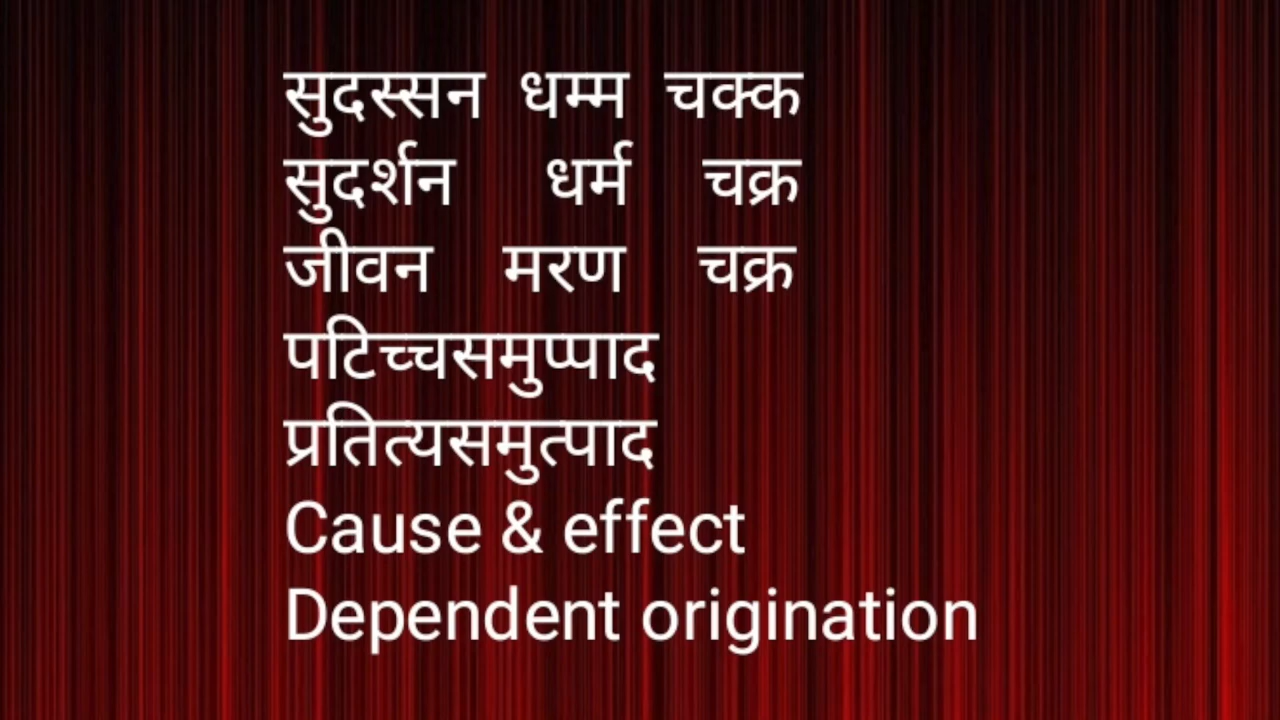 सुदस्सन धम्म चक्क
सुदर्शन धर्म चक्र
जीवन मरण चक्र
पटिच्चसमुप्पाद
प्रतित्यसमुत्पाद
Cause & effect
Dependent origination